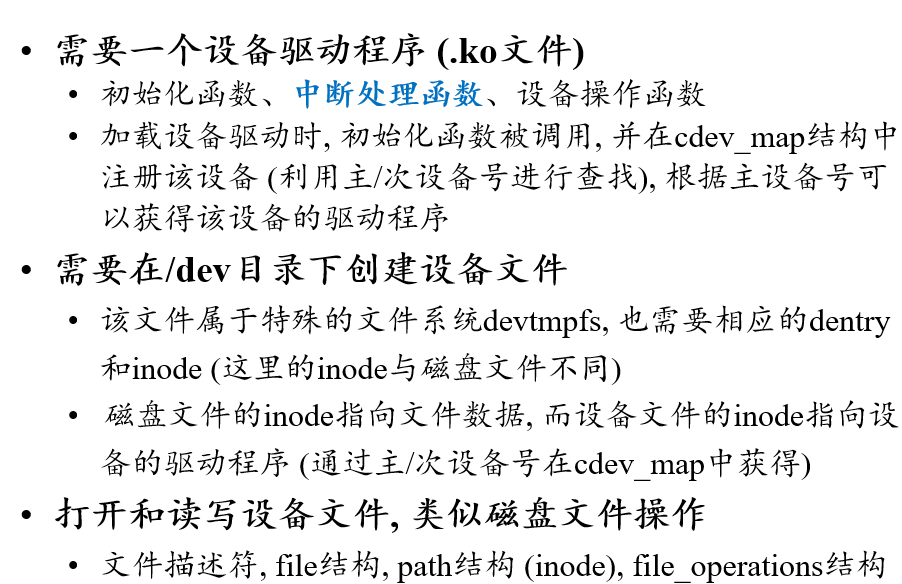 • 需要一个设备驱动程序 (.ko文件)
• 初始化函数、中断处理函数、设备操作函数
• 加载设备驱动时, 初始化函数被调用, 并在cdev_map结构中
注册该设备 (利用主/次设备号进行查找), 根据主设备号可
以获得该设备的驱动程序
• 需要在/dev目录下创建设备文件
• 该文件属于特殊的文件系统devtmpfs, 也需要相应的dentry
和inode (这里的inode与磁盘文件不同)
• 磁盘文件的inode指向文件数据, 而设备文件的inode指向设
备的驱动程序 (通过主/次设备号在cdev_map中获得)
• 打开和读写设备文件, 类似磁盘文件操作
• 文件描述符, file结构, path结构 (inode), file_operations结构